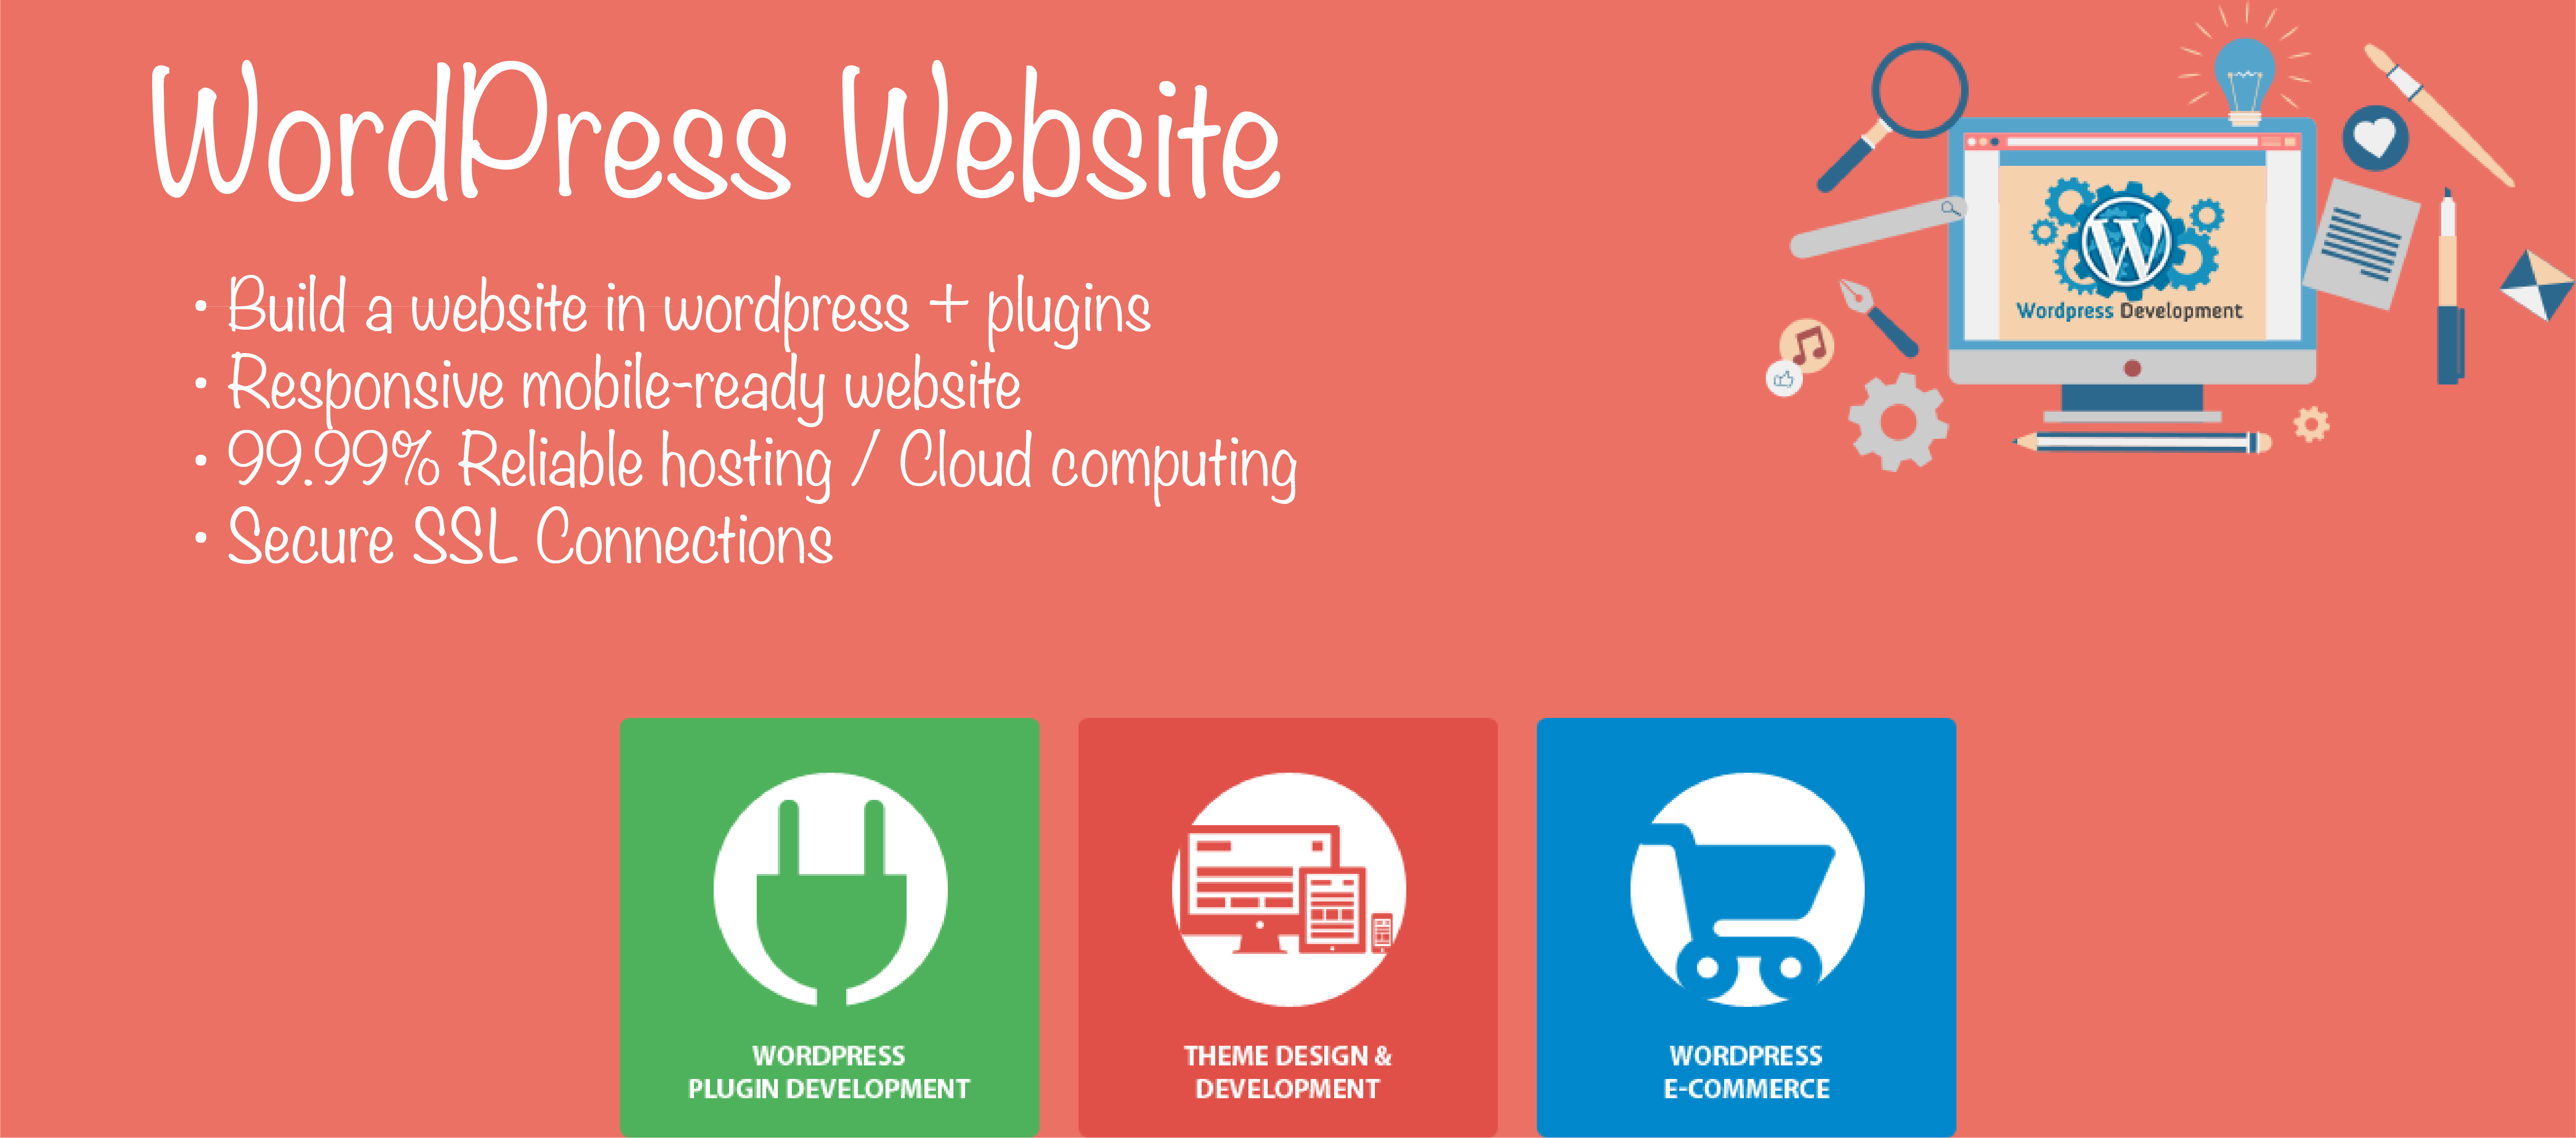 WordPress Website
• Build a website in wordpress + plugins
• Responsive mobile-ready website
• 99.99% Reliable hosting / Cloud computing
• Secure SSL Connections
W
Wordpress Development
WORDPRESS
PLUGIN DEVELOPMENT
THEME DESIGN &
DEVELOPMENT
WORDPRESS
E-COMMERCE